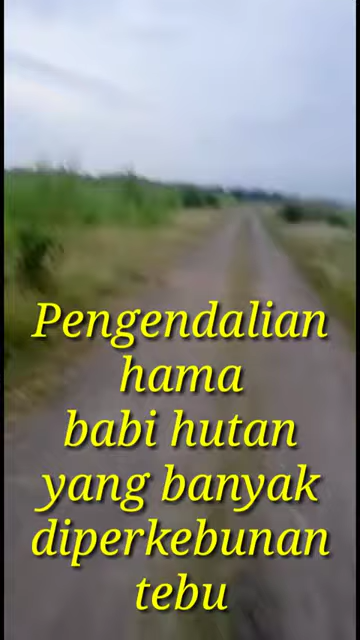 Pengendalian
hama
babi hutan
yang banyak
diperkebunan
tebu